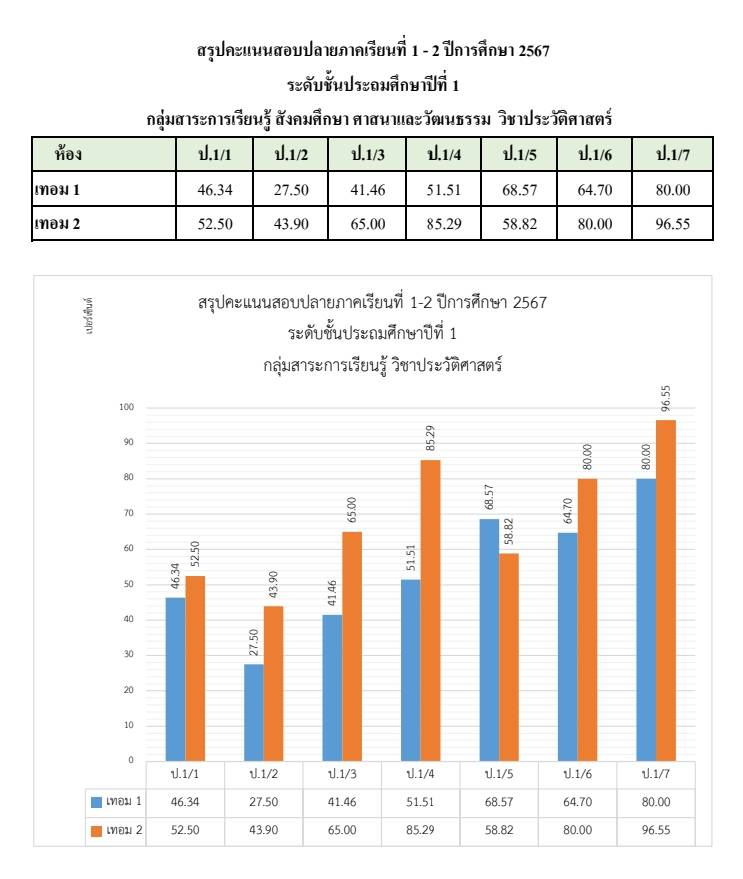 สรุปคะแนนสอบปลายภาคเรียนที่ 1 - 2 ปีการศึกษา 2567
ระดับชั้นประถมศึกษาปีที่ 1
กลุ่มสาระการเรียนรู้ สังคมศึกษา ศาสนาและวัฒนธรรม วิชาประวัติศาสตร์
ห้อง ป.1/1 ป.1/2 ป.1/3 ป.1/4 ป.1/5 ป.1/6 ป.1/7
เทอม 1 46.34 27.50 41.46 51.51 68.57 64.70 80.00
เทอม 2 52.50 43.90 65.00 85.29 58.82 80.00 96.55
เปอร์เซ็นต์
สรุปคะแนนสอบปลายภาคเรียนที่ 1-2 ปีการศึกษา 2567
ระดับชั้นประถมศึกษาปีที่ 1
กลุ่มสาระการเรียนรู้ วิชาประวัติศาสตร์
100
90
80
70
60
50
40
30
20
10
0
46.34
52.50
27.50
43.90
41.46
65.00
51.51
85.29
68.57
58.82
64.70
80.00
80.00
96.55
ป.1/1 ป.1/2 ป.1/3 ป.1/4 ป.1/5 ป.1/6 ป.1/7
เทอม 1 46.34 27.50 41.46 51.51 68.57 64.70 80.00
เทอม 2 52.50 43.90 65.00 85.29 58.82 80.00 96.55